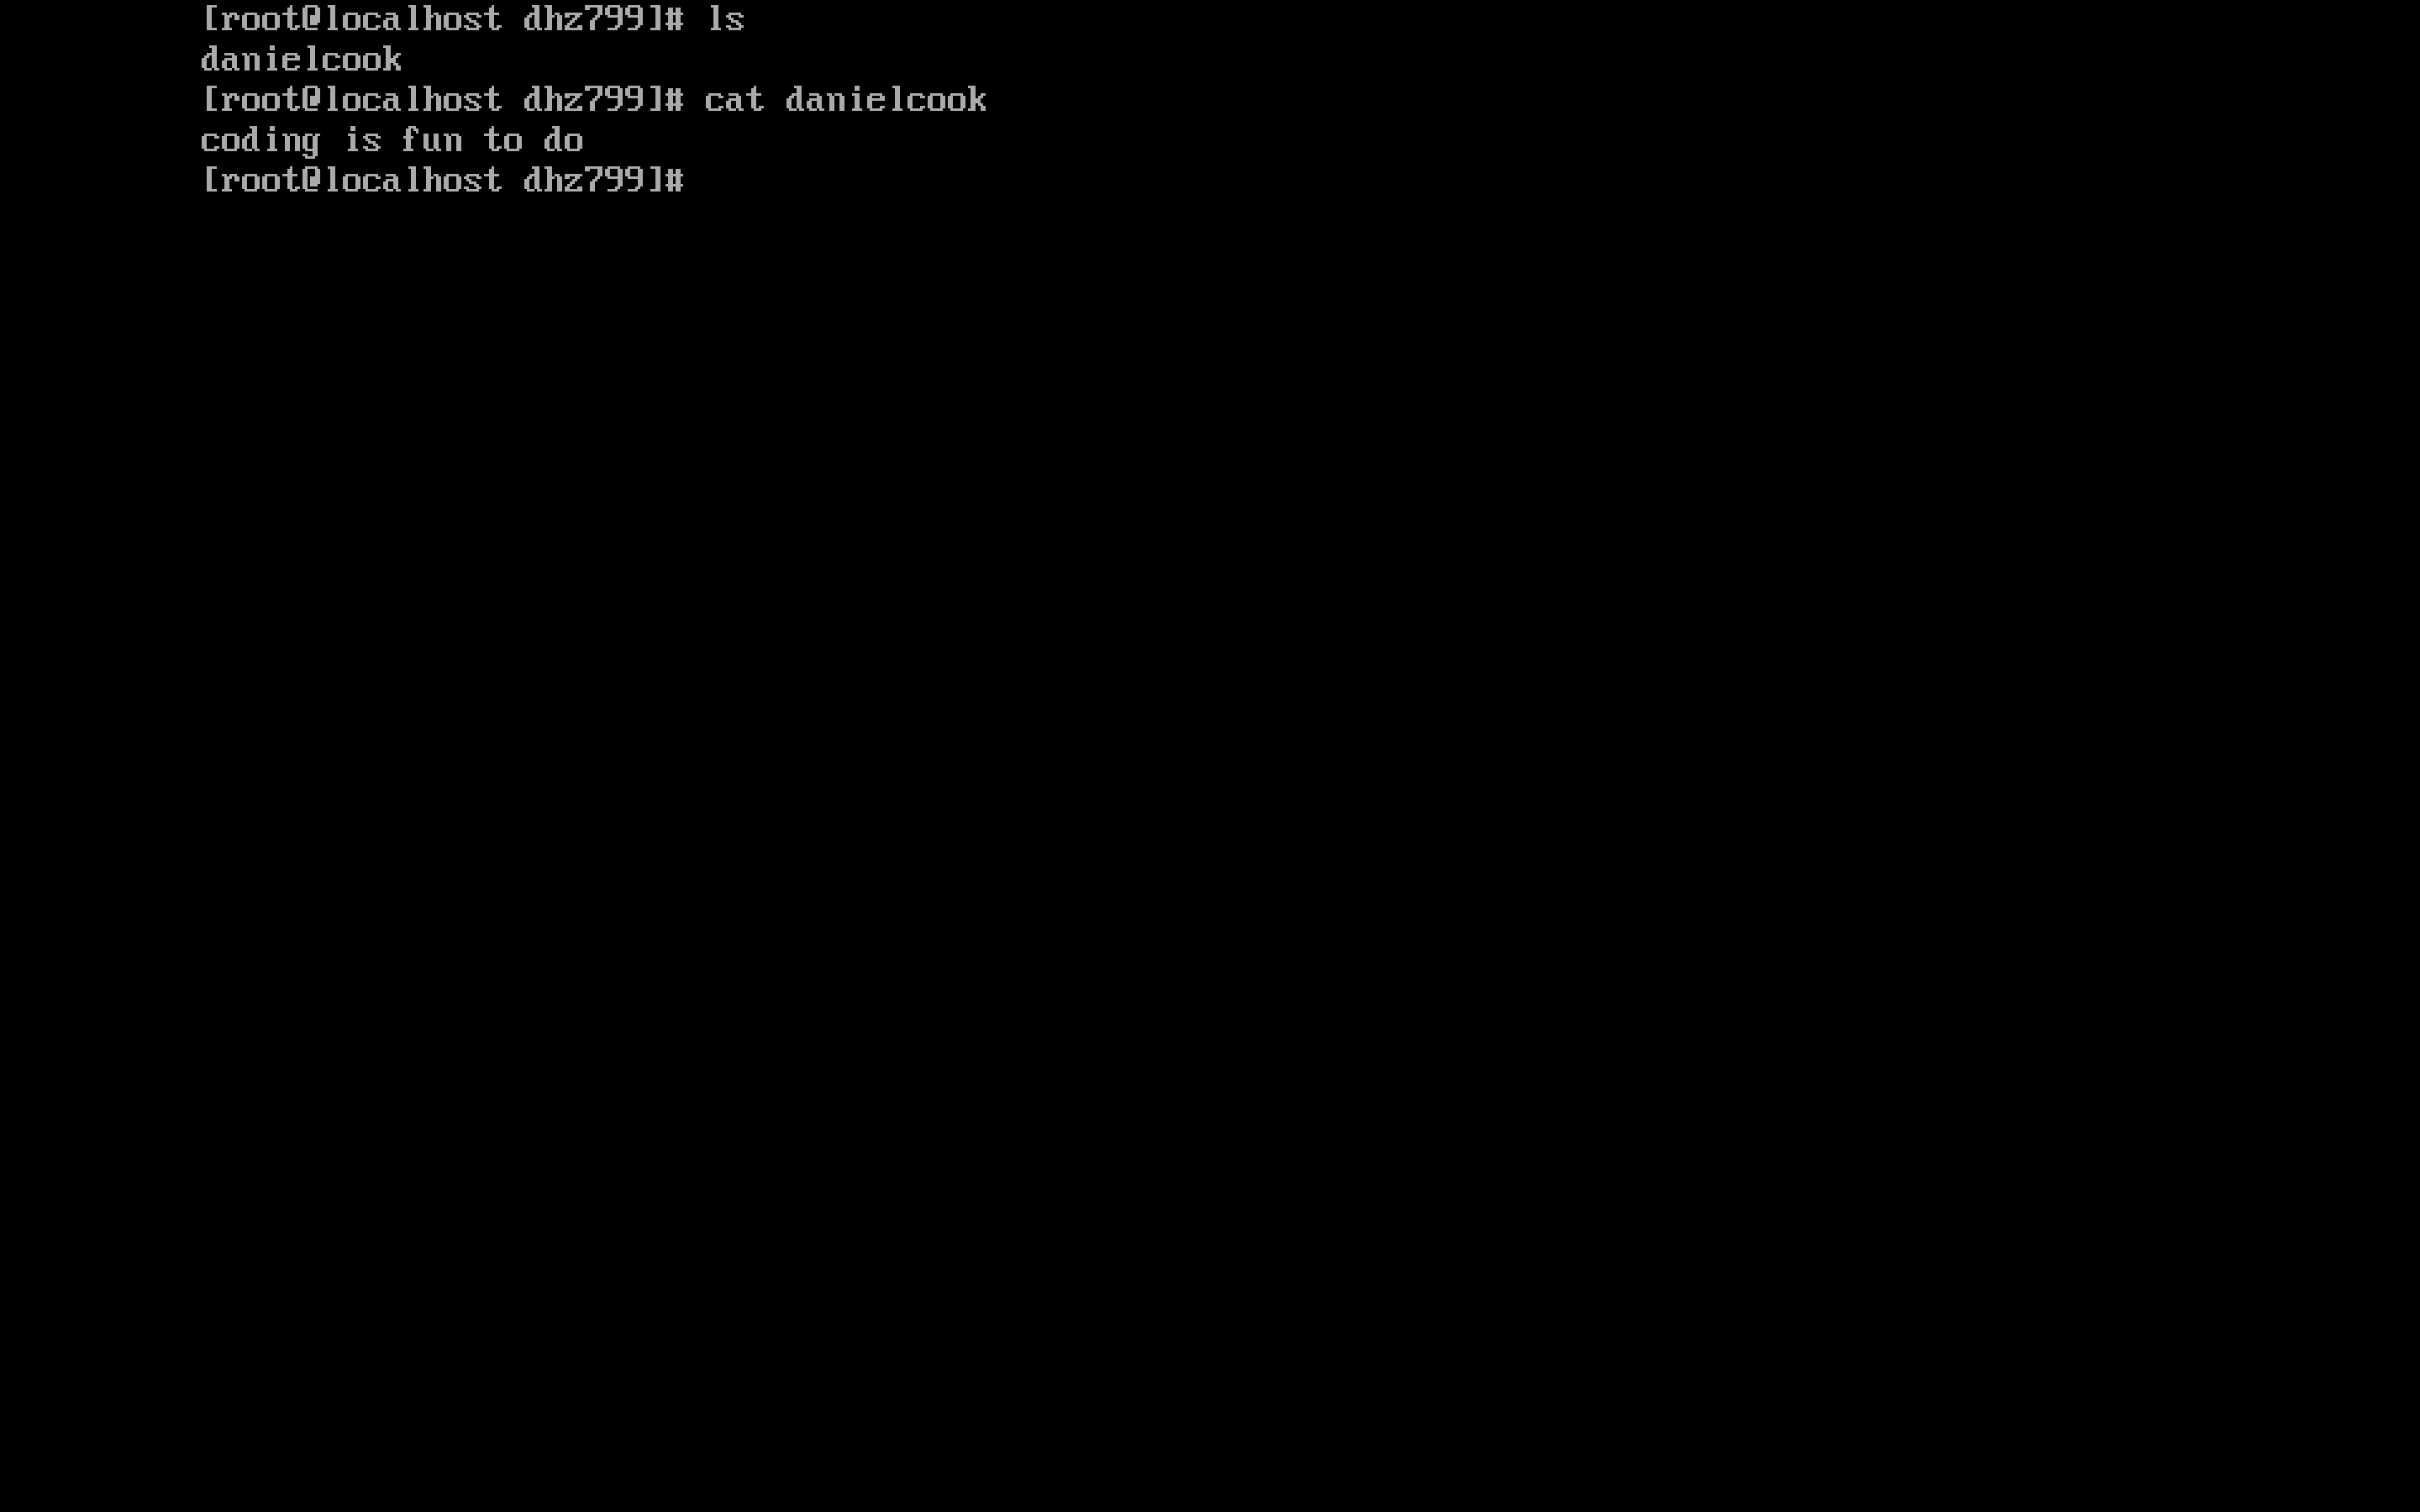 [root@localhost dhz799]# ls
danielcook
[root@localhost dhz799]# cat danielcook
coding is fun to do
[root@localhost dhz799]#